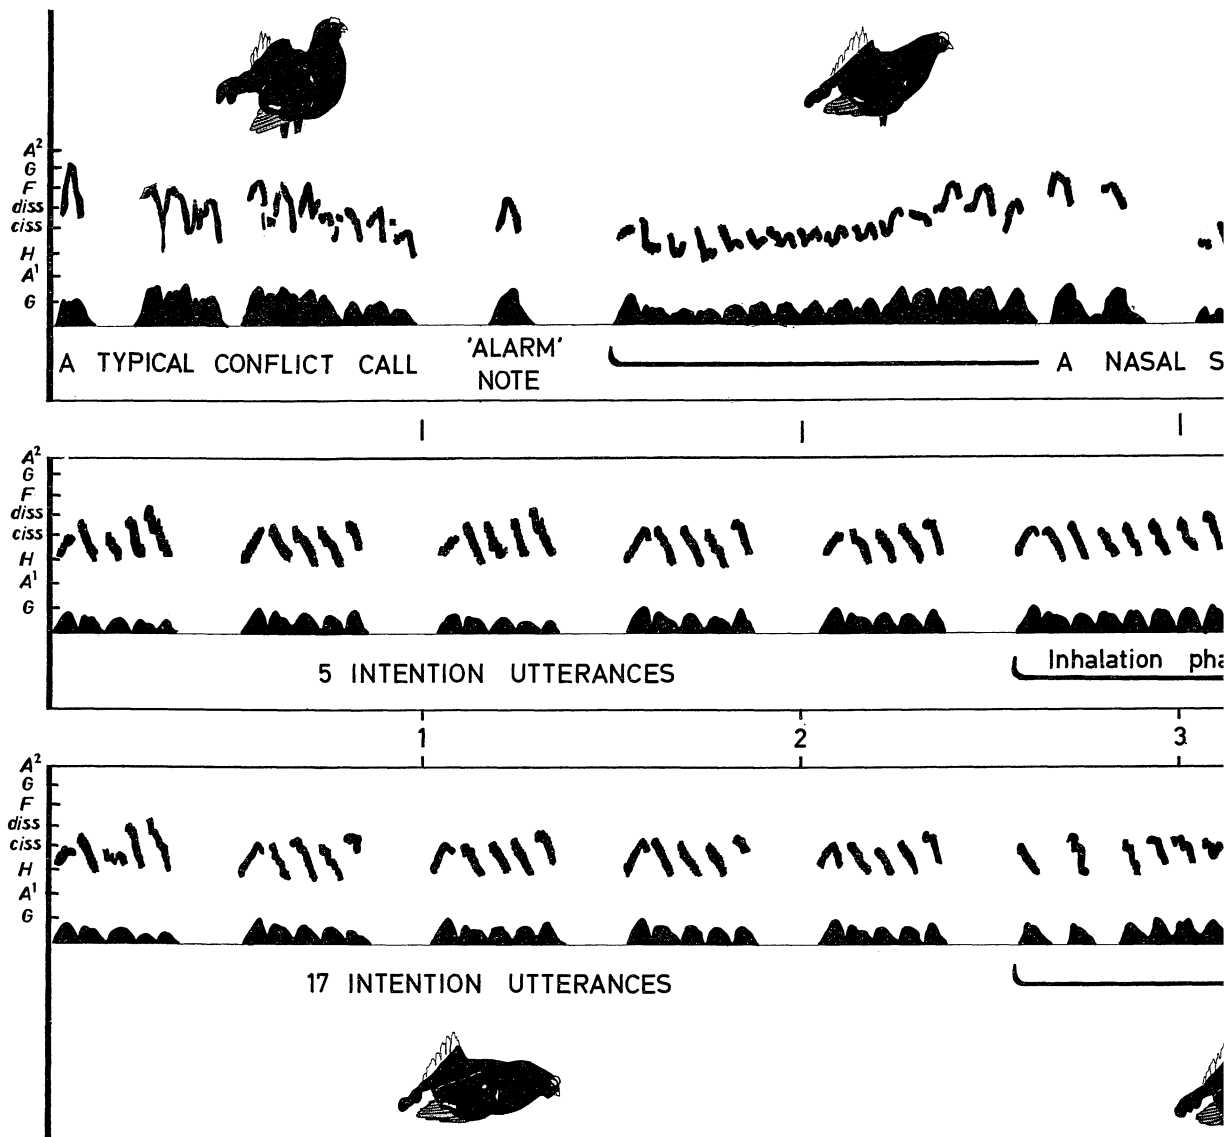 A²
G
F
diss
ciss
H
A¹
G
A TYPICAL CONFLICT CALL
'ALARM'
NOTE
A NASAL S
A²
G
F
diss
ciss
H
A¹
G
5 INTENTION UTTERANCES
Inhalation pha
1
2
3
A²
G
F
diss
ciss
H
A¹
G
17 INTENTION UTTERANCES